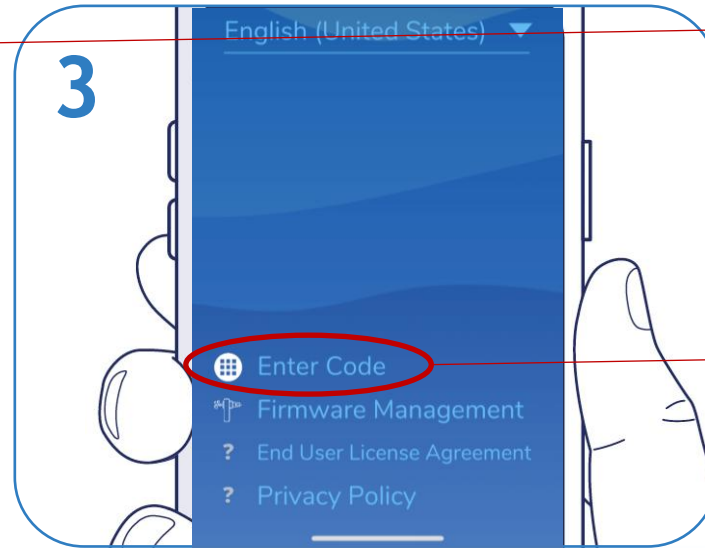 3
English (United States)
Enter Code
Firmware Management
? End User License Agreement
? Privacy Policy